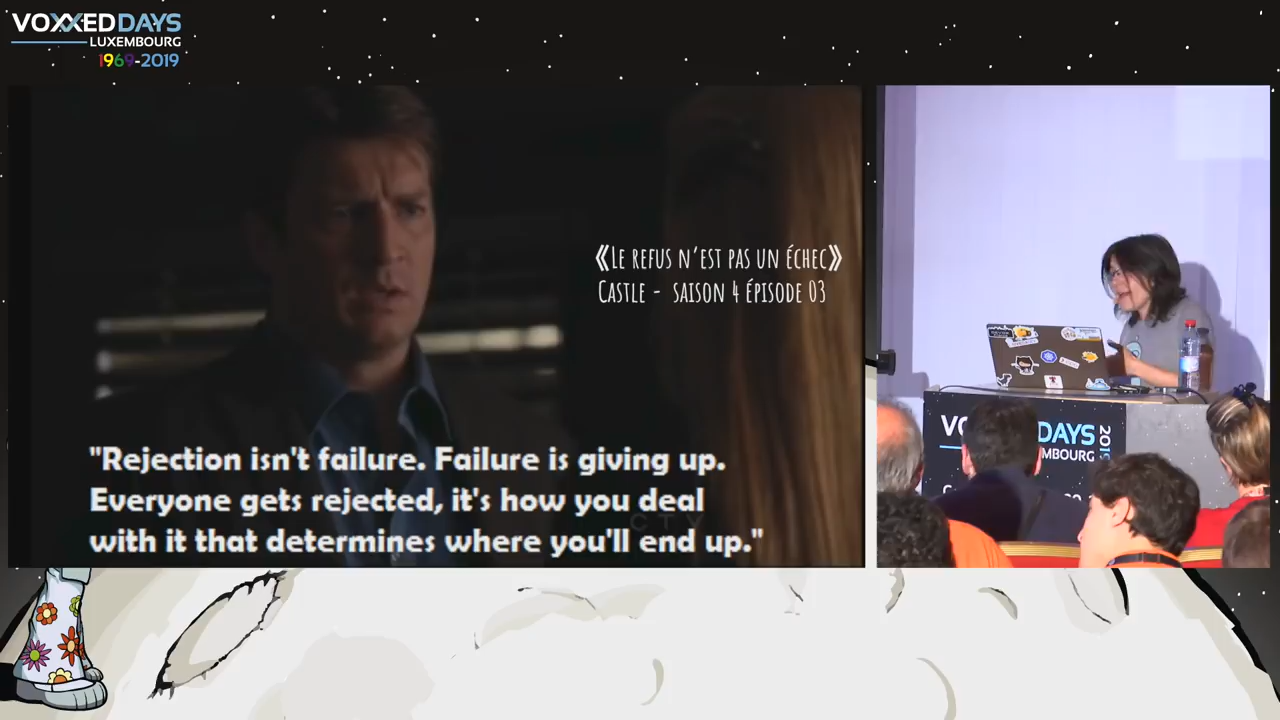 VOXXEDDAYS
LUXEMBOURG
1969-2019
《Le refus n'est pas un échec》
Castle - saison 4 épisode 03
"Rejection isn't failure. Failure is giving up.
Everyone gets rejected, it's how you deal
with it that determines where you'll end up."
CTV
DAYS
2019
MBOURG